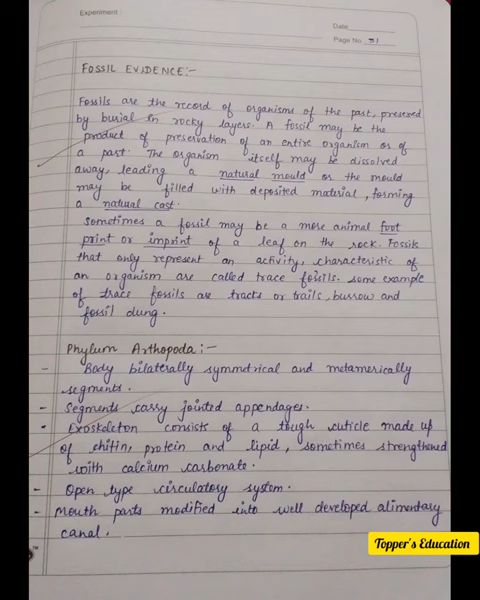 Experiment :
Date
Page No. 31
FOSSIL EVIDENCE:-
Fossils are the record of organisms of the past, preserved
by burial in rocky layers. A fossil may be the
product of preservation of an entire organism or of
a part. The organism itself may be dissolved
away, leading a natural mould or the mould
may be filled with deposited material, forming
a natural cast.
Sometimes a fossil may be a more animal foot
print or imprint of a leaf on the rock. Fossils
that only represent an activity, characteristic of
an organism are called trace fossils. some example
of trace fossils are tracks or trails, burrow and
fossil dung.
Phylum Arthopoda:-
- Body bilaterally symmetrical and metamerically
segments.
- Segments carry jointed appendages.
- Exoskeleton consists of a tough cuticle made up
of chitin, protein and lipid, sometimes strengthened
with calcium carbonate.
- Open type circulatory system.
- Mouth parts modified into well developed alimentary
canal.
Topper's Education